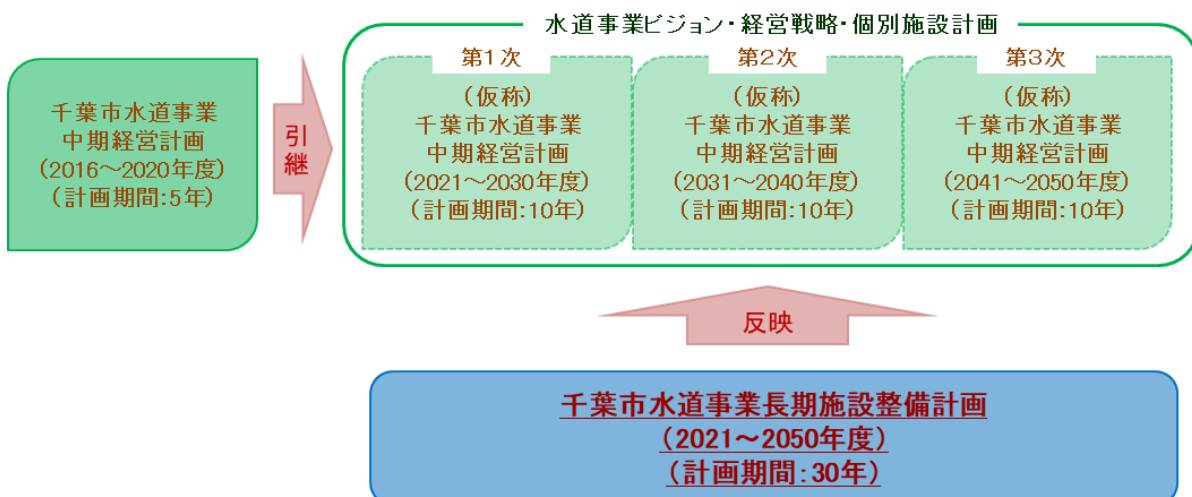 水道事業ビジョン・経営戦略・個別施設計画
千葉市水道事業
中期経営計画
(2016～2020年度)
(計画期間:5年)
引継
第1次
(仮称)
千葉市水道事業
中期経営計画
(2021～2030年度)
(計画期間:10年)
第2次
(仮称)
千葉市水道事業
中期経営計画
(2031～2040年度)
(計画期間:10年)
第3次
(仮称)
千葉市水道事業
中期経営計画
(2041～2050年度)
(計画期間:10年)
反映
千葉市水道事業長期施設整備計画
(2021～2050年度)
(計画期間:30年)